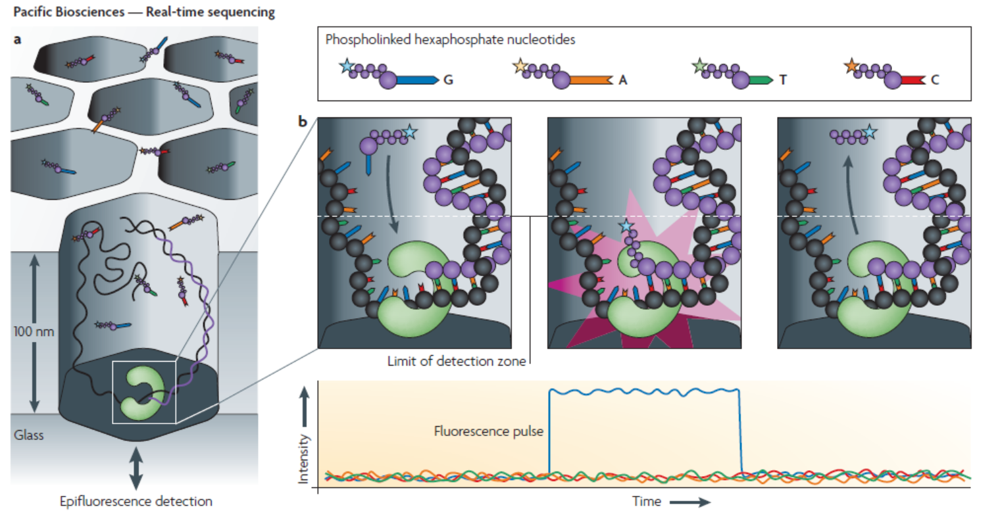 Pacific Biosciences — Real-time sequencing
a
Phospholinked hexaphosphate nucleotides
G
A
T
C
b
100 nm
Limit of detection zone
Glass
Fluorescence pulse
Intensity
Epifluorescence detection
Time